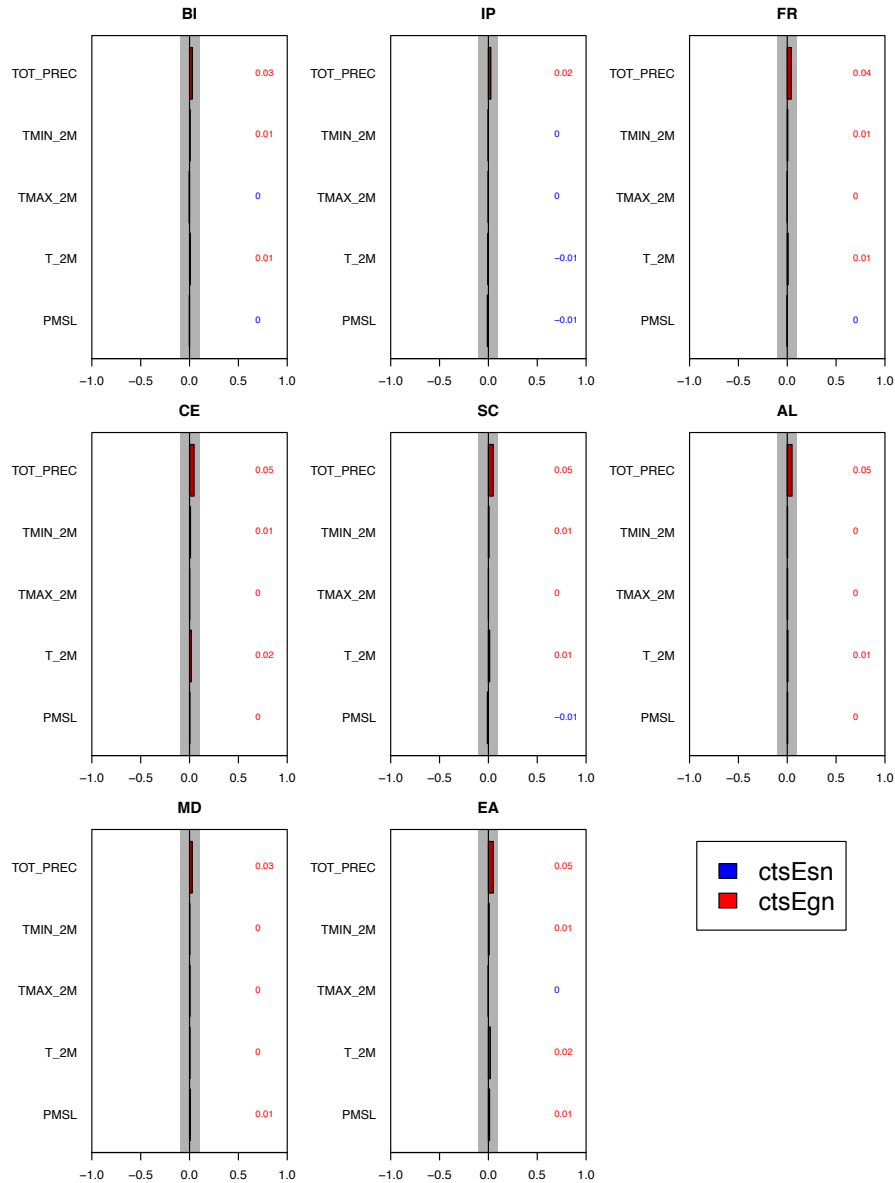 BI
TOT_PREC 0.03
TMIN_2M 0.01
TMAX_2M 0
T_2M 0.01
PMSL 0
−1.0 −0.5 0.0 0.5 1.0
IP
TOT_PREC 0.02
TMIN_2M 0
TMAX_2M 0
T_2M −0.01
PMSL −0.01
−1.0 −0.5 0.0 0.5 1.0
FR
TOT_PREC 0.04
TMIN_2M 0.01
TMAX_2M 0
T_2M 0.01
PMSL 0
−1.0 −0.5 0.0 0.5 1.0
CE
TOT_PREC 0.05
TMIN_2M 0.01
TMAX_2M 0
T_2M 0.02
PMSL 0
−1.0 −0.5 0.0 0.5 1.0
SC
TOT_PREC 0.05
TMIN_2M 0.01
TMAX_2M 0
T_2M 0.01
PMSL −0.01
−1.0 −0.5 0.0 0.5 1.0
AL
TOT_PREC 0.05
TMIN_2M 0
TMAX_2M 0
T_2M 0.01
PMSL 0
−1.0 −0.5 0.0 0.5 1.0
MD
TOT_PREC 0.03
TMIN_2M 0
TMAX_2M 0
T_2M 0
PMSL 0.01
−1.0 −0.5 0.0 0.5 1.0
EA
TOT_PREC 0.05
TMIN_2M 0.01
TMAX_2M 0
T_2M 0.02
PMSL 0.01
−1.0 −0.5 0.0 0.5 1.0
ctsEsn
ctsEgn